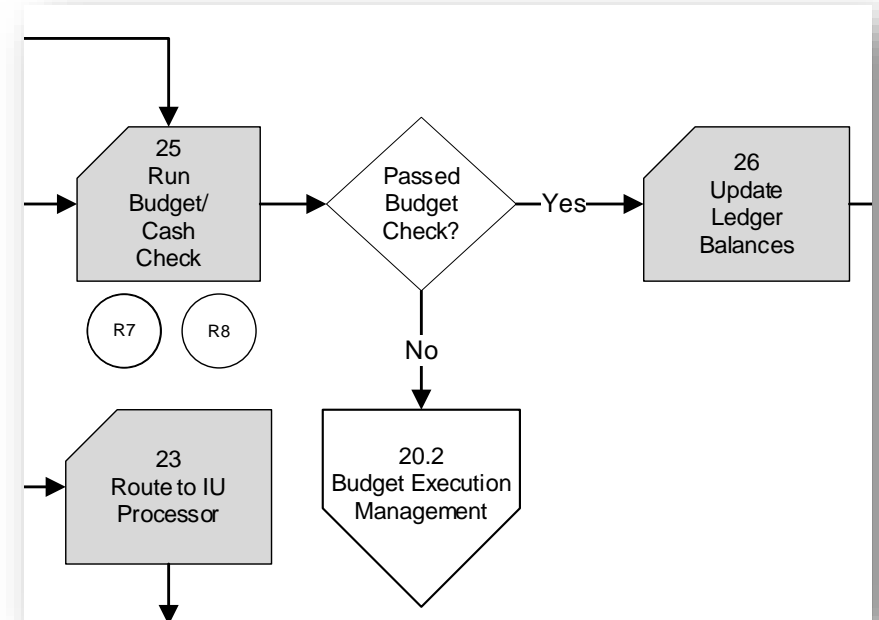 25
Run
Budget/
Cash
Check
Passed
Budget
Check?
Yes
26
Update
Ledger
Balances
R7
R8
No
23
Route to IU
Processor
20.2
Budget Execution
Management